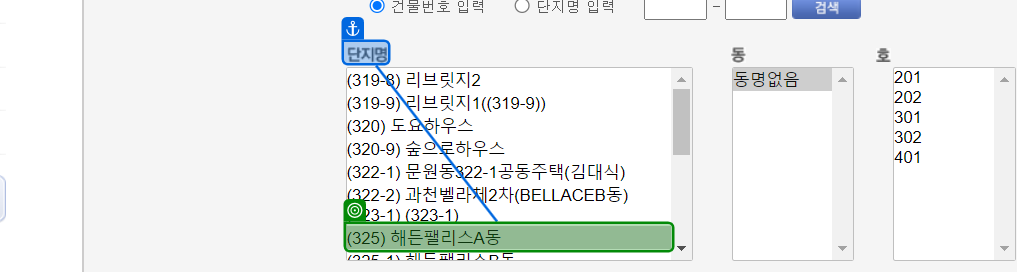 건물번호 입력 단지명 입력 – 검색
단지명 동 호
(319-8) 리브릿지2
(319-9) 리브릿지1((319-9))
(320) 도요하우스
(320-9) 숲으로하우스
(322-1) 문원동322-1공동주택(김대식)
(322-2) 과천벨라체2차(BELLACEB동)
(323-1) (323-1)
(325) 해든팰리스A동
(325-1) 해든팰리스B동
동명없음
201
202
301
302
401